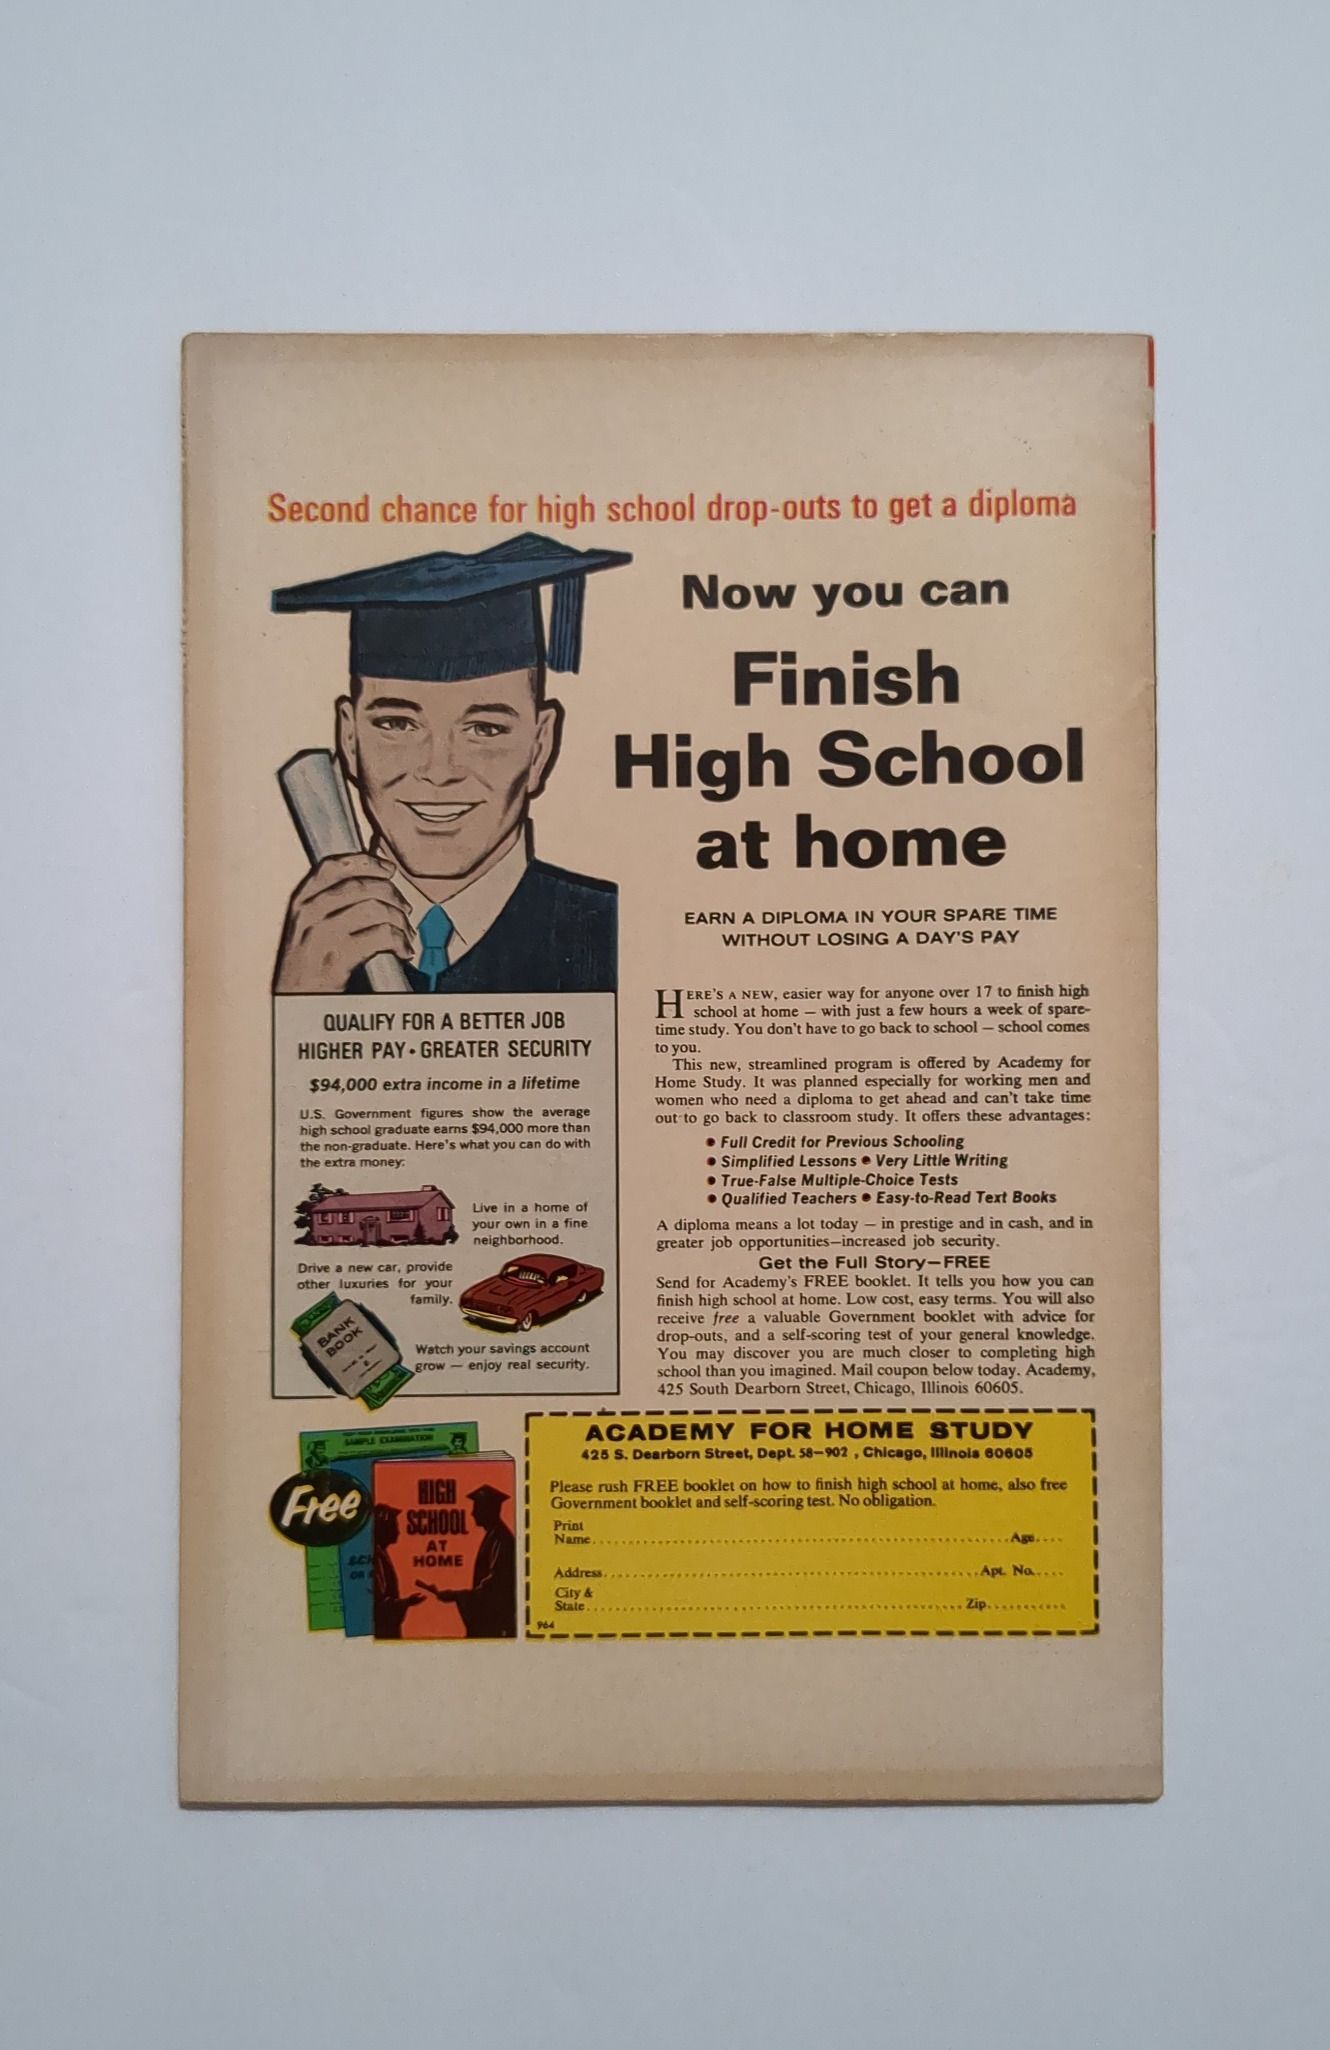 Second chance for high school drop-outs to get a diploma
Now you can
Finish
High School
at home
EARN A DIPLOMA IN YOUR SPARE TIME
WITHOUT LOSING A DAY'S PAY
HERE'S A NEW, easier way for anyone over 17 to finish high
school at home — with just a few hours a week of spare-
time study. You don't have to go back to school — school comes
to you.
This new, streamlined program is offered by Academy for
Home Study. It was planned especially for working men and
women who need a diploma to get ahead and can't take time
out to go back to classroom study. It offers these advantages:
• Full Credit for Previous Schooling
• Simplified Lessons • Very Little Writing
• True-False Multiple-Choice Tests
• Qualified Teachers • Easy-to-Read Text Books
A diploma means a lot today — in prestige and in cash, and in
greater job opportunities—increased job security.
Get the Full Story—FREE
Send for Academy's FREE booklet. It tells you how you can
finish high school at home. Low cost, easy terms. You will also
receive free a valuable Government booklet with advice for
drop-outs, and a self-scoring test of your general knowledge.
You may discover you are much closer to completing high
school than you imagined. Mail coupon below today. Academy,
425 South Dearborn Street, Chicago, Illinois 60605.
QUALIFY FOR A BETTER JOB
HIGHER PAY • GREATER SECURITY
$94,000 extra income in a lifetime
U.S. Government figures show the average
high school graduate earns $94,000 more than
the non-graduate. Here's what you can do with
the extra money:
Live in a home of
your own in a fine
neighborhood.
Drive a new car, provide
other luxuries for your
family.
BANK
BOOK
Watch your savings account
grow — enjoy real security.
SAMPLE EXAMINATION
Free
HIGH
SCHOOL
AT
HOME
ACADEMY FOR HOME STUDY
425 S. Dearborn Street, Dept. 58-902 , Chicago, Illinois 60605
Please rush FREE booklet on how to finish high school at home, also free
Government booklet and self-scoring test. No obligation.
Print
Name.......... Age....
Address.......... Apt. No.....
City &
State.......... Zip..........
964